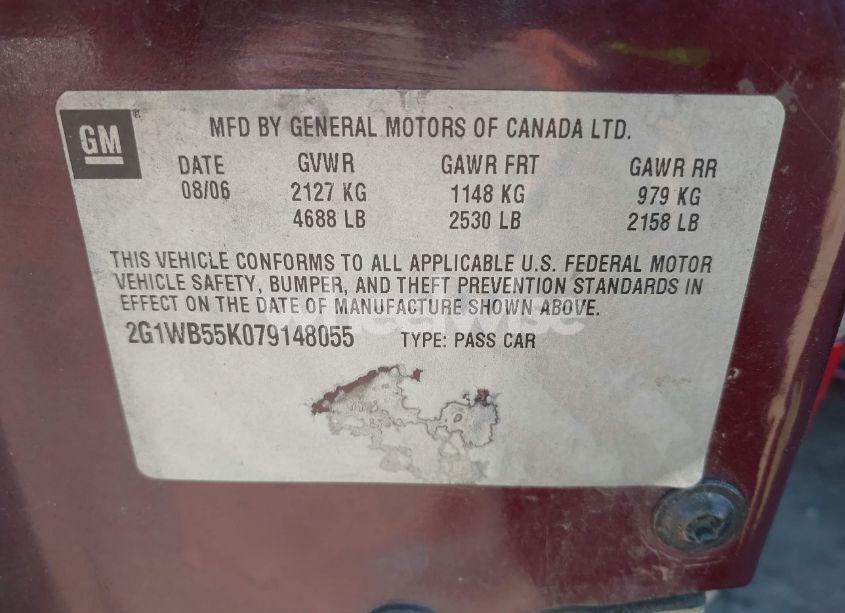 GM
MFD BY GENERAL MOTORS OF CANADA LTD.
DATE GVWR GAWR FRT GAWR RR
08/06 2127 KG 1148 KG 979 KG
4688 LB 2530 LB 2158 LB
THIS VEHICLE CONFORMS TO ALL APPLICABLE U.S. FEDERAL MOTOR
VEHICLE SAFETY, BUMPER, AND THEFT PREVENTION STANDARDS IN
EFFECT ON THE DATE OF MANUFACTURE SHOWN ABOVE.
2G1WB55K079148055 TYPE: PASS CAR